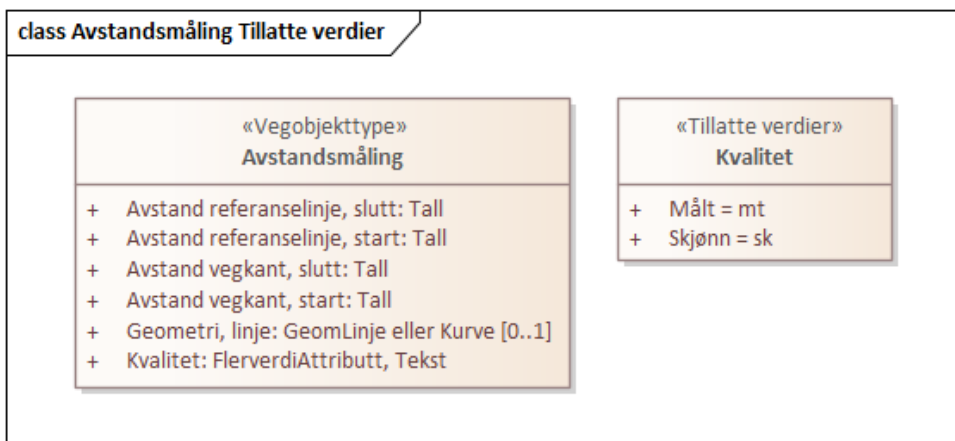 class Avstandsmåling Tillatte verdier
«Vegobjekttype»
Avstandsmåling
+ Avstand referanselinje, slutt: Tall
+ Avstand referanselinje, start: Tall
+ Avstand vegkant, slutt: Tall
+ Avstand vegkant, start: Tall
+ Geometri, linje: GeomLinje eller Kurve [0..1]
+ Kvalitet: FlerverdiAttributt, Tekst
«Tillatte verdier»
Kvalitet
+ Målt = mt
+ Skjønn = sk